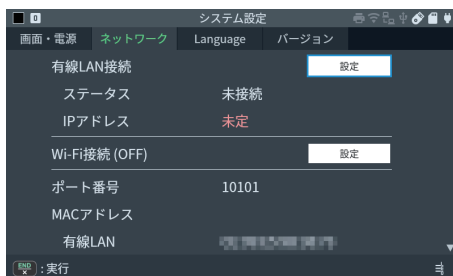 0 システム設定
画面・電源 ネットワーク Language バージョン
有線LAN接続 設定
ステータス 未接続
IPアドレス 未定
Wi-Fi接続 (OFF) 設定
ポート番号 10101
MACアドレス
有線LAN
END × : 実行